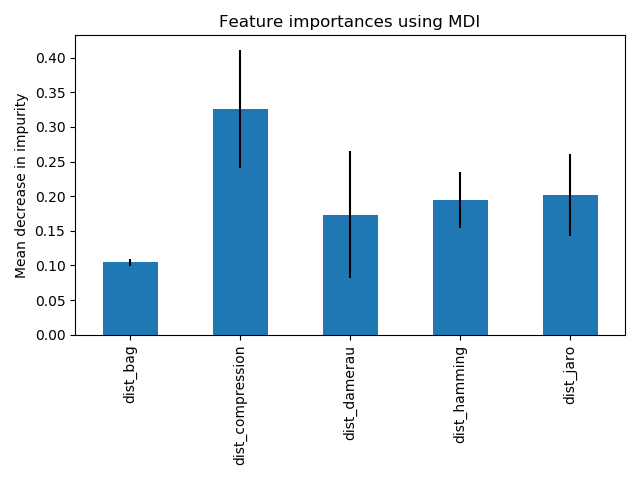 Feature importances using MDI
Mean decrease in impurity
0.40
0.35
0.30
0.25
0.20
0.15
0.10
0.05
0.00
dist_bag
dist_compression
dist_damerau
dist_hamming
dist_jaro